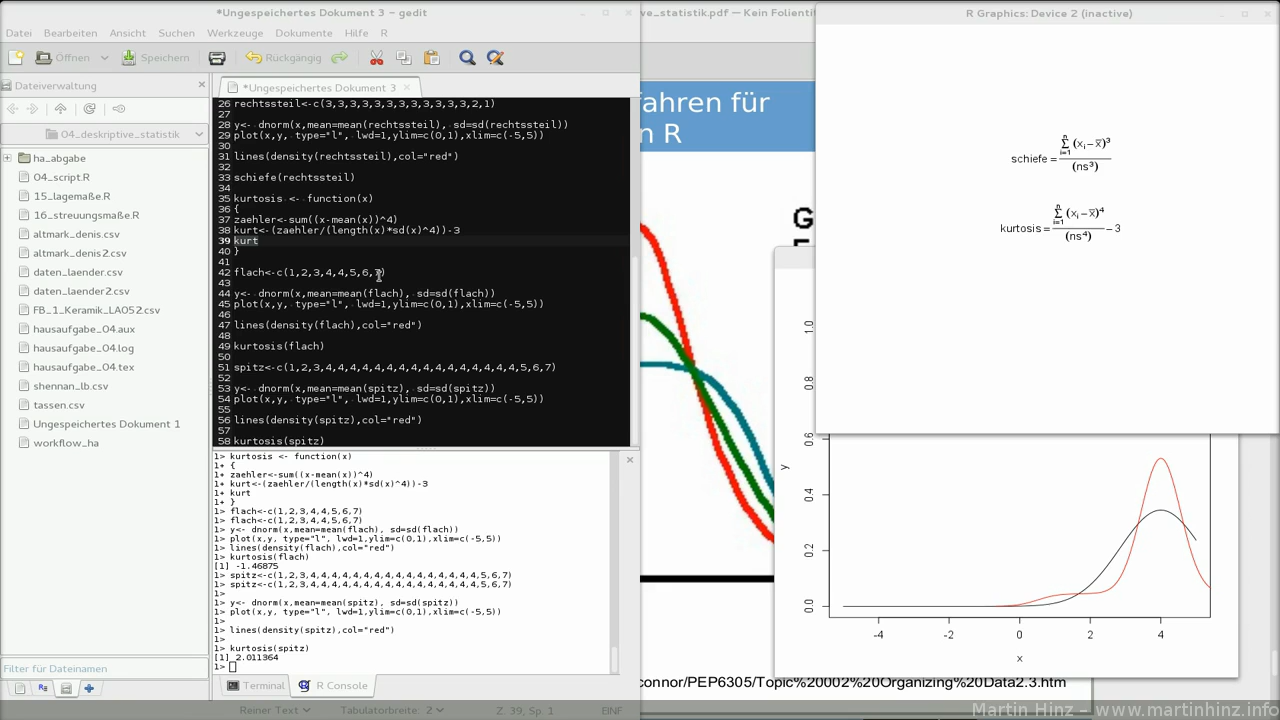 *Ungespeichertes Dokument 3 - gedit
Datei Bearbeiten Ansicht Suchen Werkzeuge Dokumente Hilfe R
Öffnen Speichern Rückgängig
Dateiverwaltung
*Ungespeichertes Dokument 3
04_deskriptive_statistik
ha_abgabe
04_script.R
15_lagemaße.R
16_streuungsmaße.R
altmark_denis.csv
altmark_denis2.csv
daten_laender.csv
daten_laender2.csv
FB_1_Keramik_LAO52.csv
hausaufgabe_04.aux
hausaufgabe_04.log
hausaufgabe_04.tex
shennan_lb.csv
tassen.csv
Ungespeichertes Dokument 1
workflow_ha
Filter für Dateinamen
26 rechtssteil<-c(3,3,3,3,3,3,3,3,3,3,3,3,2,1)
27
28 y<- dnorm(x,mean=mean(rechtssteil), sd=sd(rechtssteil))
29 plot(x,y, type="l", lwd=1,ylim=c(0,1),xlim=c(-5,5))
30
31 lines(density(rechtssteil),col="red")
32
33 schiefe(rechtssteil)
34
35 kurtosis <- function(x)
36 {
37 zaehler<-sum((x-mean(x))^4)
38 kurt<-(zaehler/(length(x)*sd(x)^4))-3
39 kurt
40 }
41
42 flach<-c(1,2,3,4,4,5,6,7)
43
44 y<- dnorm(x,mean=mean(flach), sd=sd(flach))
45 plot(x,y, type="l", lwd=1,ylim=c(0,1),xlim=c(-5,5))
46
47 lines(density(flach),col="red")
48
49 kurtosis(flach)
50
51 spitz<-c(1,2,3,4,4,4,4,4,4,4,4,4,4,4,4,4,4,4,4,5,6,7)
52
53 y<- dnorm(x,mean=mean(spitz), sd=sd(spitz))
54 plot(x,y, type="l", lwd=1,ylim=c(0,1),xlim=c(-5,5))
55
56 lines(density(spitz),col="red")
57
58 kurtosis(spitz)
1> kurtosis <- function(x)
1+ {
1+ zaehler<-sum((x-mean(x))^4)
1+ kurt<-(zaehler/(length(x)*sd(x)^4))-3
1+ kurt
1+ }
1> flach<-c(1,2,3,4,4,5,6,7)
1> flach<-c(1,2,3,4,4,5,6,7)
1> y<- dnorm(x,mean=mean(flach), sd=sd(flach))
1> plot(x,y, type="l", lwd=1,ylim=c(0,1),xlim=c(-5,5))
1> lines(density(flach),col="red")
1> kurtosis(flach)
[1] -1.46875
1> spitz<-c(1,2,3,4,4,4,4,4,4,4,4,4,4,4,4,4,4,4,4,5,6,7)
1> spitz<-c(1,2,3,4,4,4,4,4,4,4,4,4,4,4,4,4,4,4,4,5,6,7)
1>
1> y<- dnorm(x,mean=mean(spitz), sd=sd(spitz))
1> plot(x,y, type="l", lwd=1,ylim=c(0,1),xlim=c(-5,5))
1>
1> lines(density(spitz),col="red")
1>
1> kurtosis(spitz)
[1] 2.011364
1>
Terminal R Console
Reiner Text Tabulatorbreite: 2 Z. 39, Sp. 1 EINF
ve_statistik.pdf — Kein Folientit
ahren für
n R
R Graphics: Device 2 (inactive)
schiefe = n Σ i=1 (xi − x̅)³ / (ns³)
kurtosis = n Σ i=1 (xi − x̅)⁴ / (ns⁴) − 3
1.0
0.8
0.6
0.4
0.2
0.0
y
-4 -2 0 2 4
x
connor/PEP6305/Topic%20002%20Organizing%20Data2.3.htm
Martin Hinz - www.martinhinz.info